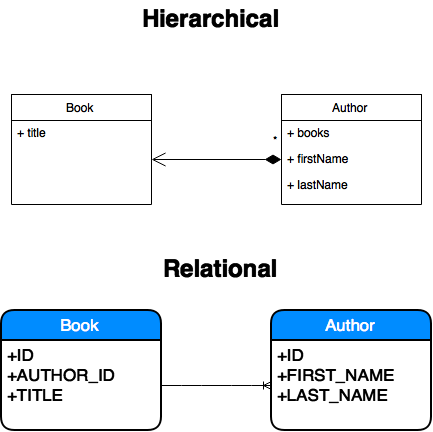 Hierarchical
Book
+ title
Author
*
+ books
+ firstName
+ lastName
Relational
Book
+ID
+AUTHOR_ID
+TITLE
Author
+ID
+FIRST_NAME
+LAST_NAME